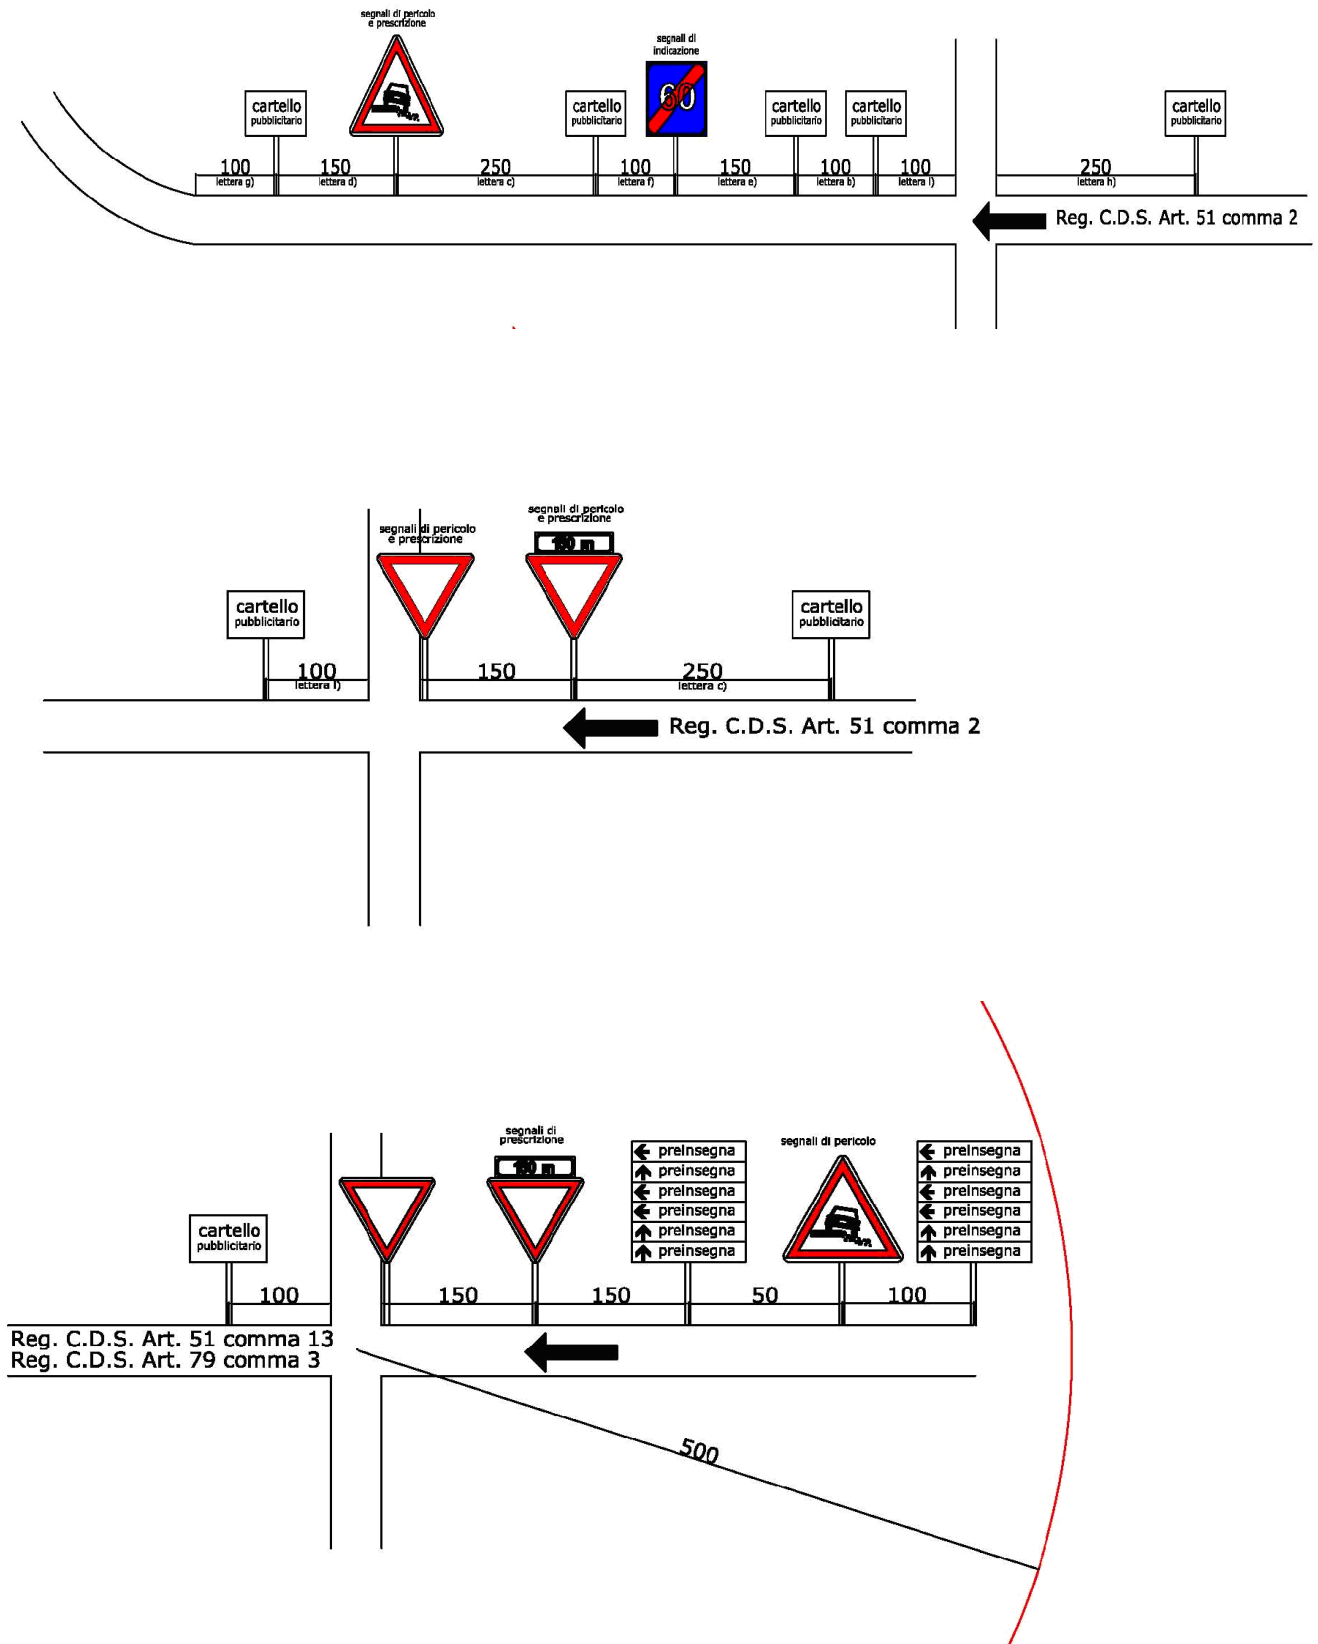 segnali di pericolo
e prescrizione
segnali di
indicazione
60
cartello
pubblicitario
cartello
pubblicitario
cartello
pubblicitario
cartello
pubblicitario
cartello
pubblicitario
100
lettera g)
150
lettera d)
250
lettera c)
100
lettera f)
150
lettera e)
100
lettera b)
100
lettera i)
250
lettera h)
Reg. C.D.S. Art. 51 comma 2
segnali di pericolo
e prescrizione
segnali di pericolo
e prescrizione
150 m
cartello
pubblicitario
cartello
pubblicitario
100
lettera i)
150
250
lettera c)
Reg. C.D.S. Art. 51 comma 2
segnali di
prescrizione
150 m
segnali di pericolo
preinsegna
preinsegna
preinsegna
preinsegna
preinsegna
preinsegna
preinsegna
preinsegna
preinsegna
preinsegna
preinsegna
preinsegna
cartello
pubblicitario
100
150
150
50
100
Reg. C.D.S. Art. 51 comma 13
Reg. C.D.S. Art. 79 comma 3
500